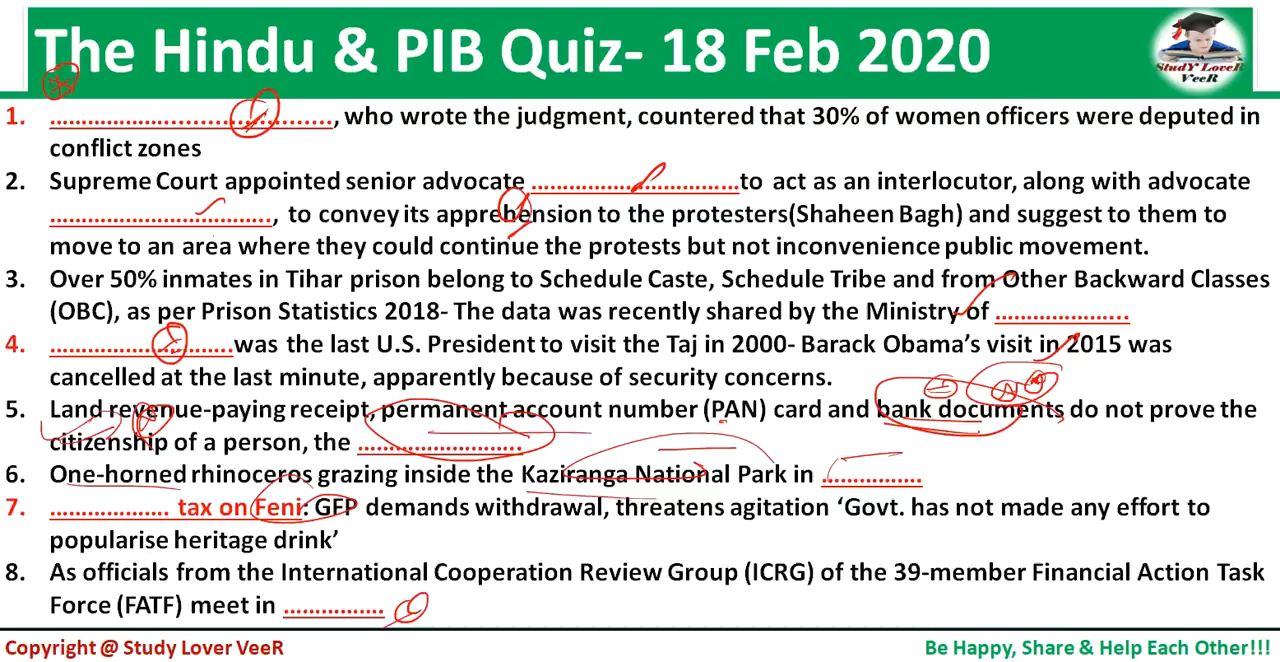 The Hindu & PIB Quiz- 18 Feb 2020
StudY LoveR
VeeR
1. ................................................, who wrote the judgment, countered that 30% of women officers were deputed in
conflict zones
2. Supreme Court appointed senior advocate ...................................to act as an interlocutor, along with advocate
....................................., to convey its apprehension to the protesters(Shaheen Bagh) and suggest to them to
move to an area where they could continue the protests but not inconvenience public movement.
3. Over 50% inmates in Tihar prison belong to Schedule Caste, Schedule Tribe and from Other Backward Classes
(OBC), as per Prison Statistics 2018- The data was recently shared by the Ministry of ......................
4. ...............................was the last U.S. President to visit the Taj in 2000- Barack Obama’s visit in 2015 was
cancelled at the last minute, apparently because of security concerns.
5. Land revenue-paying receipt, permanent account number (PAN) card and bank documents do not prove the
citizenship of a person, the ...........................
6. One-horned rhinoceros grazing inside the Kaziranga National Park in .................
7. .................... tax on Feni: GFP demands withdrawal, threatens agitation ‘Govt. has not made any effort to
popularise heritage drink’
8. As officials from the International Cooperation Review Group (ICRG) of the 39-member Financial Action Task
Force (FATF) meet in .................
Copyright @ Study Lover VeeR
Be Happy, Share & Help Each Other!!!